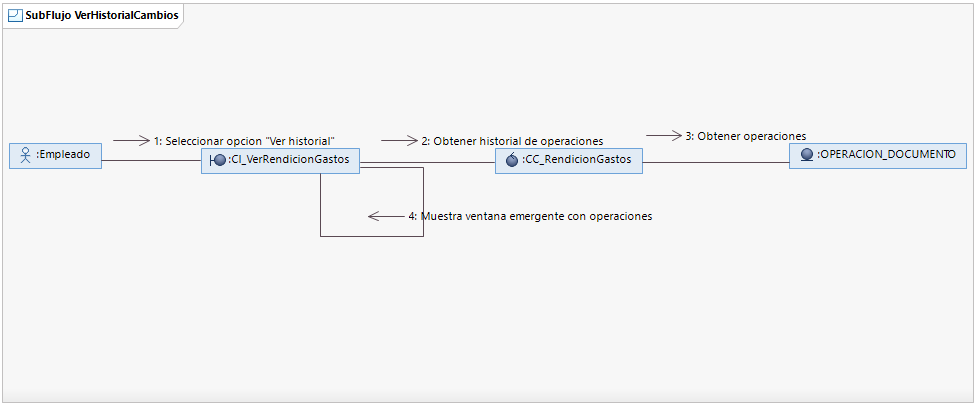 SubFlujo VerHistorialCambios
1: Seleccionar opcion "Ver historial"
2: Obtener historial de operaciones
3: Obtener operaciones
:Empleado
:CI_VerRendicionGastos
:CC_RendicionGastos
:OPERACION_DOCUMENTO
4: Muestra ventana emergente con operaciones